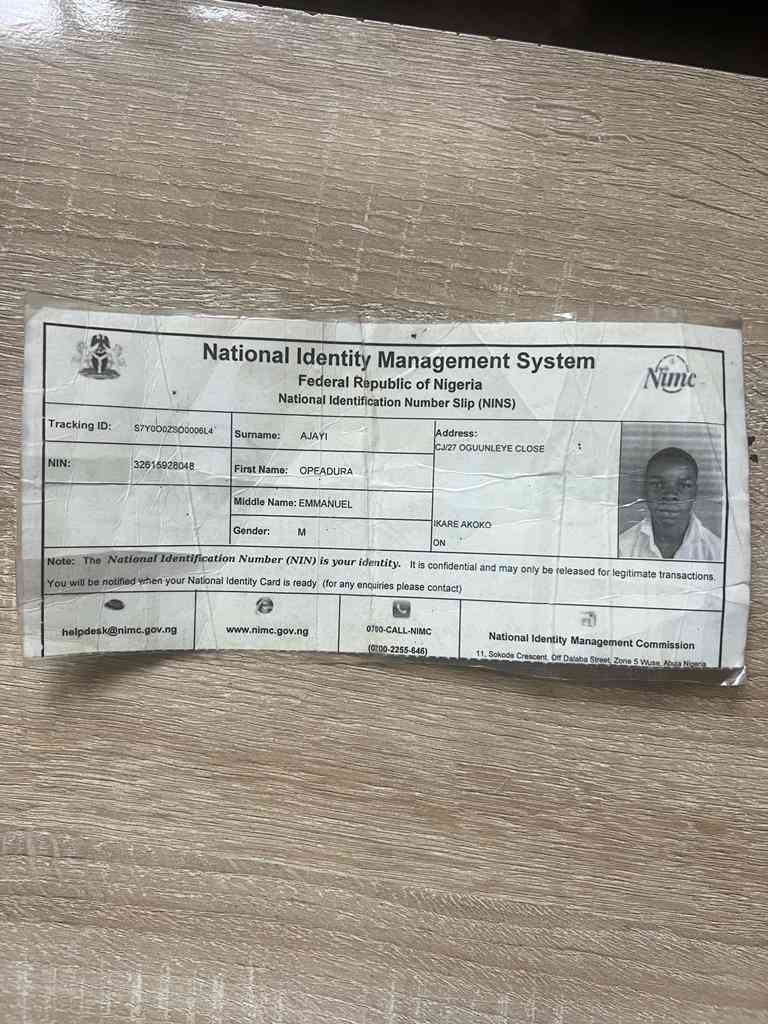 National Identity Management System
Federal Republic of Nigeria
National Identification Number Slip (NINS)
Nimc
Tracking ID:
NIN: 32615928048
Surname: AJAYI
First Name: OPEADURA
Middle Name: EMMANUEL
Gender: M
Address:
CJ/27 OGUUNLEYE CLOSE
IKARE AKOKO
ON
Note: The National Identification Number (NIN) is your identity. It is confidential and may only be released for legitimate transactions.
You will be notified when your National Identity Card is ready (for any enquiries please contact)
helpdesk@nimc.gov.ng
www.nimc.gov.ng
0700-CALL-NIMC
(0700-2255-646)
National Identity Management Commission
11, Sokode Crescent, Off Dalaba Street, Zone 5 Wuse, Abuja Nigeria